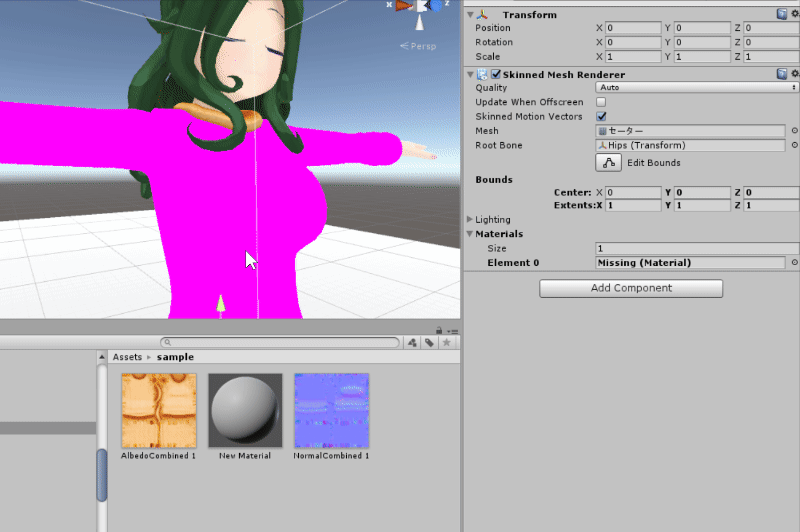 x
z
Persp
Transform
Position X 0 Y 0 Z 0
Rotation X 0 Y 0 Z 0
Scale X 1 Y 1 Z 1
Skinned Mesh Renderer
Quality Auto
Update When Offscreen
Skinned Motion Vectors
Mesh セーター
Root Bone Hips (Transform)
Edit Bounds
Bounds
Center: X 0 Y 0 Z 0
Extents: X 1 Y 1 Z 1
Lighting
Materials
Size 1
Element 0 Missing (Material)
Add Component
Assets sample
AlbedoCombined 1
New Material
NormalCombined 1